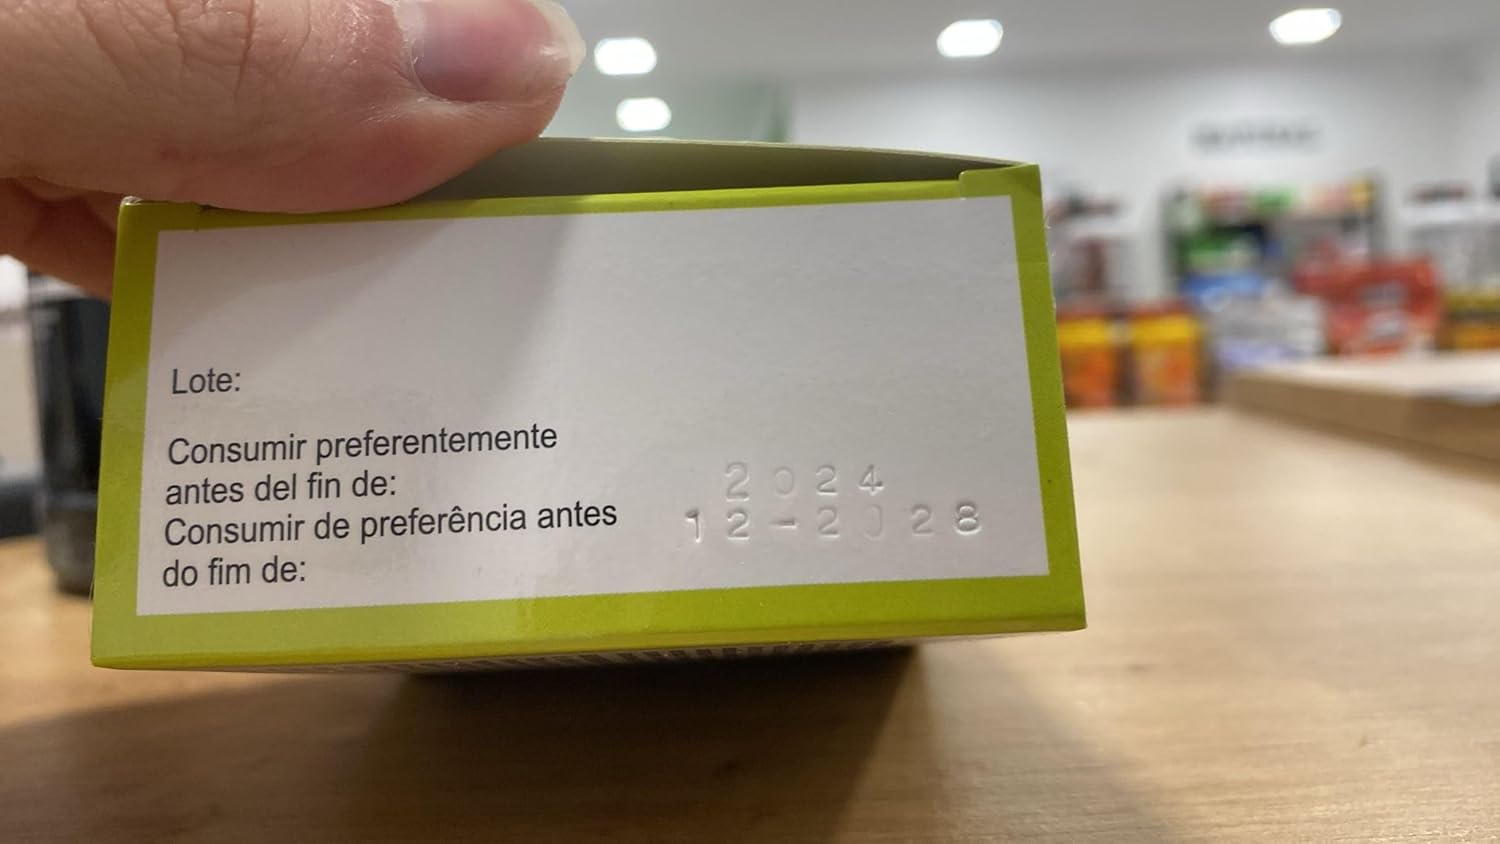 Lote:
Consumir preferentemente
antes del fin de:
Consumir de preferência antes
do fim de:
2024
12-2028